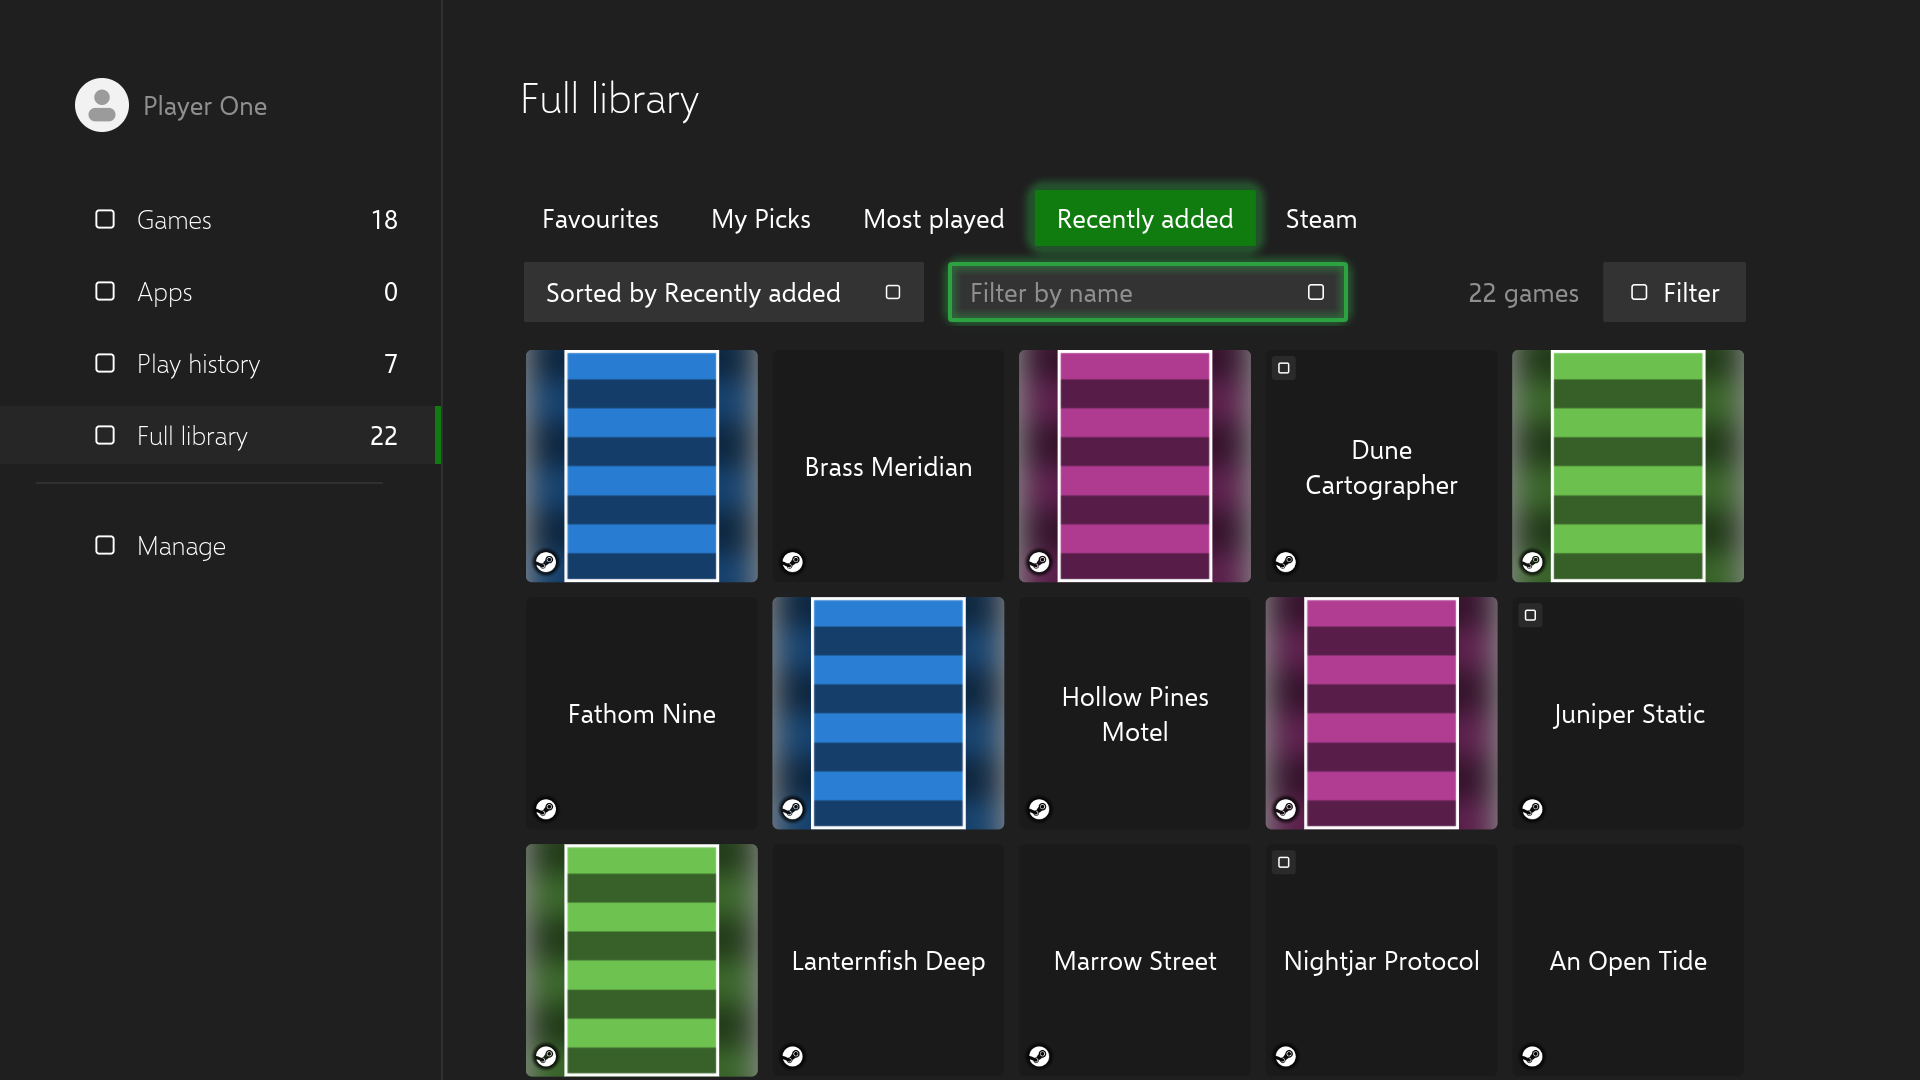 Player One
Games 18
Apps 0
Play history 7
Full library 22
Manage
Full library
Favourites My Picks Most played Recently added Steam
Sorted by Recently added Filter by name 22 games Filter
Brass Meridian
Dune
Cartographer
Fathom Nine
Hollow Pines
Motel
Juniper Static
Lanternfish Deep
Marrow Street
Nightjar Protocol
An Open Tide